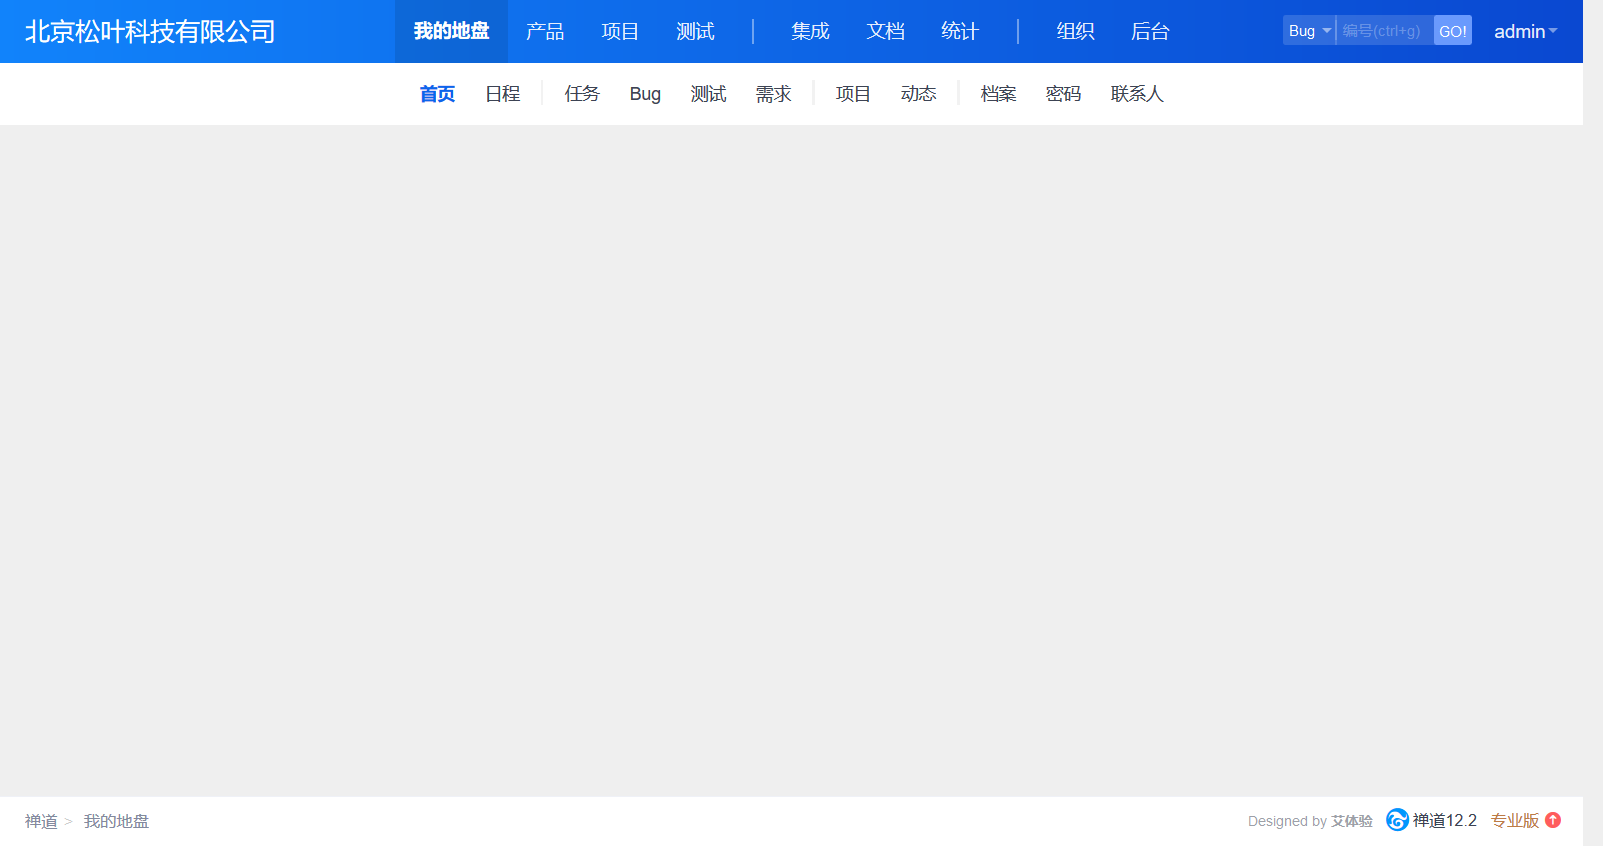 北京松叶科技有限公司 我的地盘 产品 项目 测试 集成 文档 统计 组织 后台 Bug 编号(ctrl+g) GO! admin
首页 日程 任务 Bug 测试 需求 项目 动态 档案 密码 联系人
禅道 > 我的地盘 Designed by 艾体验 禅道12.2 专业版